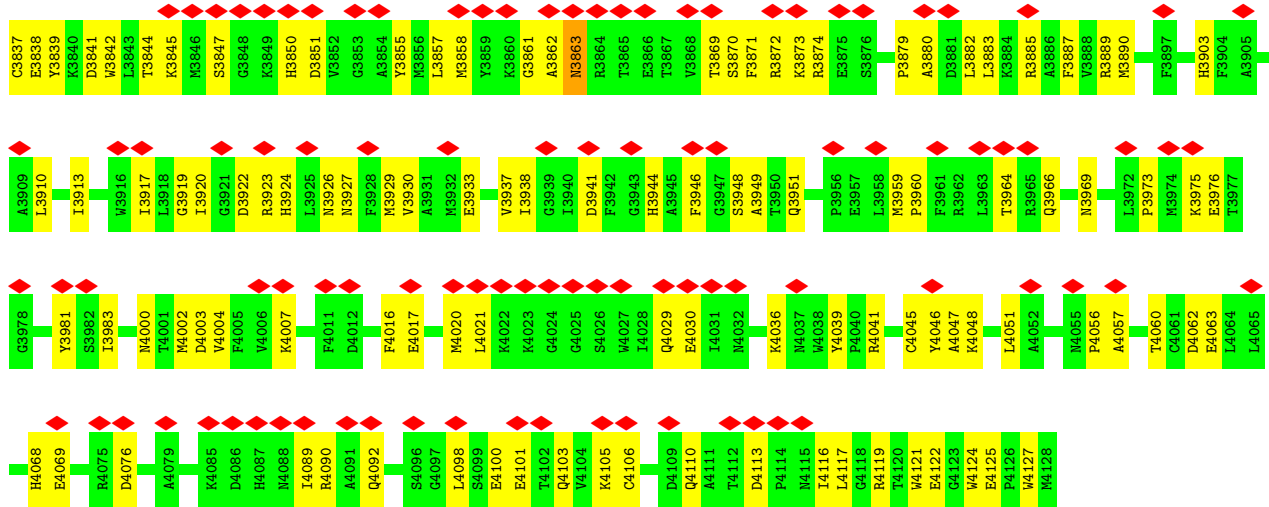 C3837 E3838 Y3839 K3840 D3841 W3842 L3843 T3844 K3845 M3846 S3847 G3848 K3849 H3850 D3851 V3852 G3853 A3854 Y3855 M3856 L3857 M3858 Y3859 K3860 G3861 A3862 N3863 R3864 T3865 E3866 T3867 V3868 T3869 S3870 F3871 R3872 K3873 R3874 E3875 S3876 P3879 A3880 D3881 L3882 L3883 K3884 R3885 A3886 F3887 V3888 R3889 M3890 F3897 H3903 F3904 A3905
A3909 L3910 I3913 W3916 I3917 L3918 G3919 I3920 G3921 D3922 R3923 H3924 L3925 N3926 N3927 F3928 M3929 V3930 A3931 M3932 E3933 V3937 I3938 G3939 I3940 D3941 F3942 G3943 H3944 A3945 F3946 G3947 S3948 A3949 T3950 Q3951 P3956 E3957 L3958 M3959 P3960 F3961 R3962 L3963 T3964 R3965 Q3966 N3969 L3972 P3973 M3974 K3975 E3976 T3977
G3978 Y3981 S3982 I3983 N4000 T4001 M4002 D4003 V4004 F4005 V4006 K4007 F4011 D4012 F4016 E4017 M4020 L4021 K4022 K4023 G4024 G4025 S4026 W4027 I4028 Q4029 E4030 I4031 N4032 K4036 N4037 W4038 Y4039 P4040 R4041 C4045 Y4046 A4047 K4048 L4051 A4052 N4055 P4056 A4057 T4060 C4061 D4062 E4063 L4064 L4065
H4068 E4069 R4075 D4076 A4079 K4085 D4086 H4087 N4088 I4089 R4090 A4091 Q4092 S4096 G4097 L4098 S4099 E4100 E4101 T4102 Q4103 V4104 K4105 C4106 D4109 Q4110 A4111 T4112 D4113 P4114 N4115 I4116 L4117 G4118 R4119 T4120 W4121 E4122 G4123 W4124 E4125 P4126 W4127 M4128